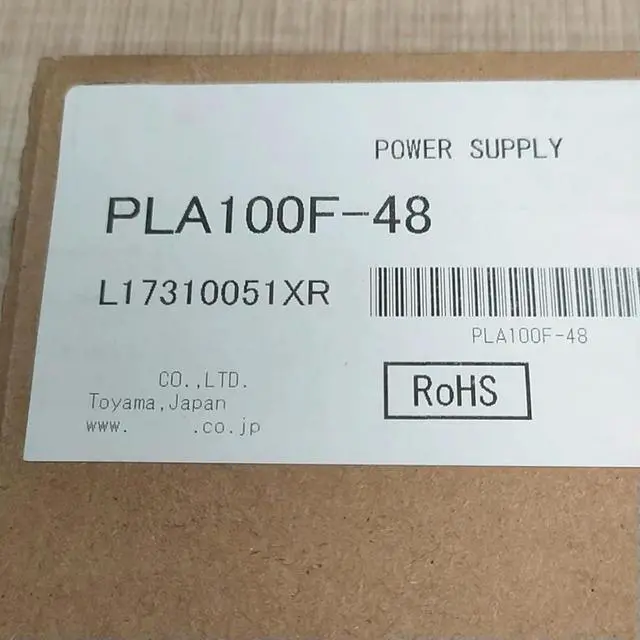 POWER SUPPLY
PLA100F-48
L17310051XR
PLA100F-48
CO.,LTD.
Toyama,Japan
www. .co.jp
RoHS